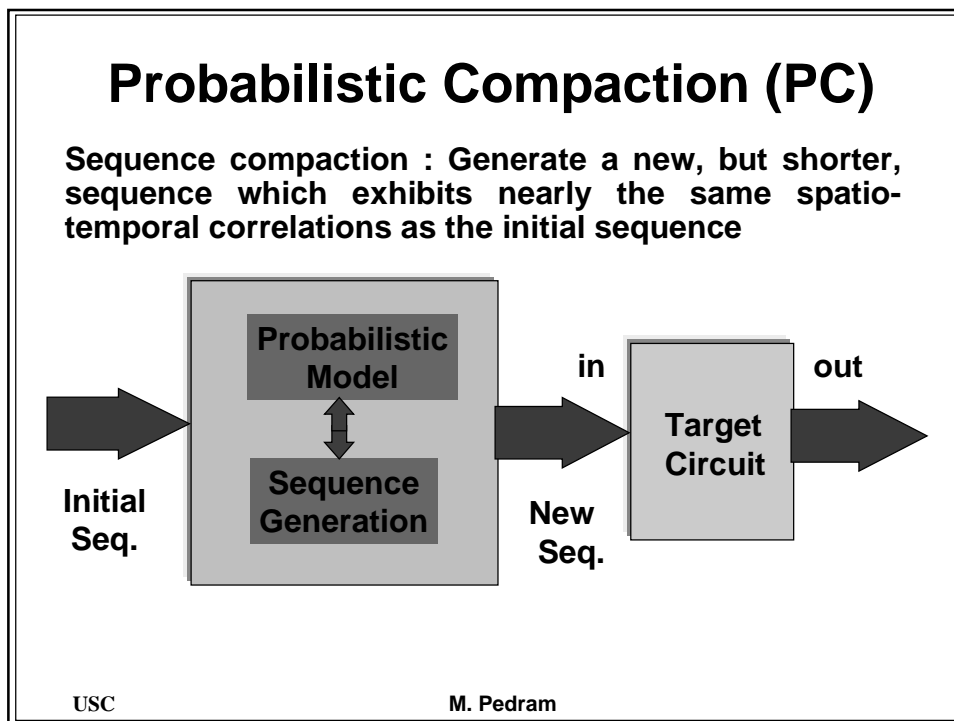 Probabilistic Compaction (PC)
Sequence compaction : Generate a new, but shorter,
sequence which exhibits nearly the same spatio-
temporal correlations as the initial sequence
Probabilistic
Model
Sequence
Generation
Initial
Seq.
in
New
Seq.
Target
Circuit
out
USC
M. Pedram